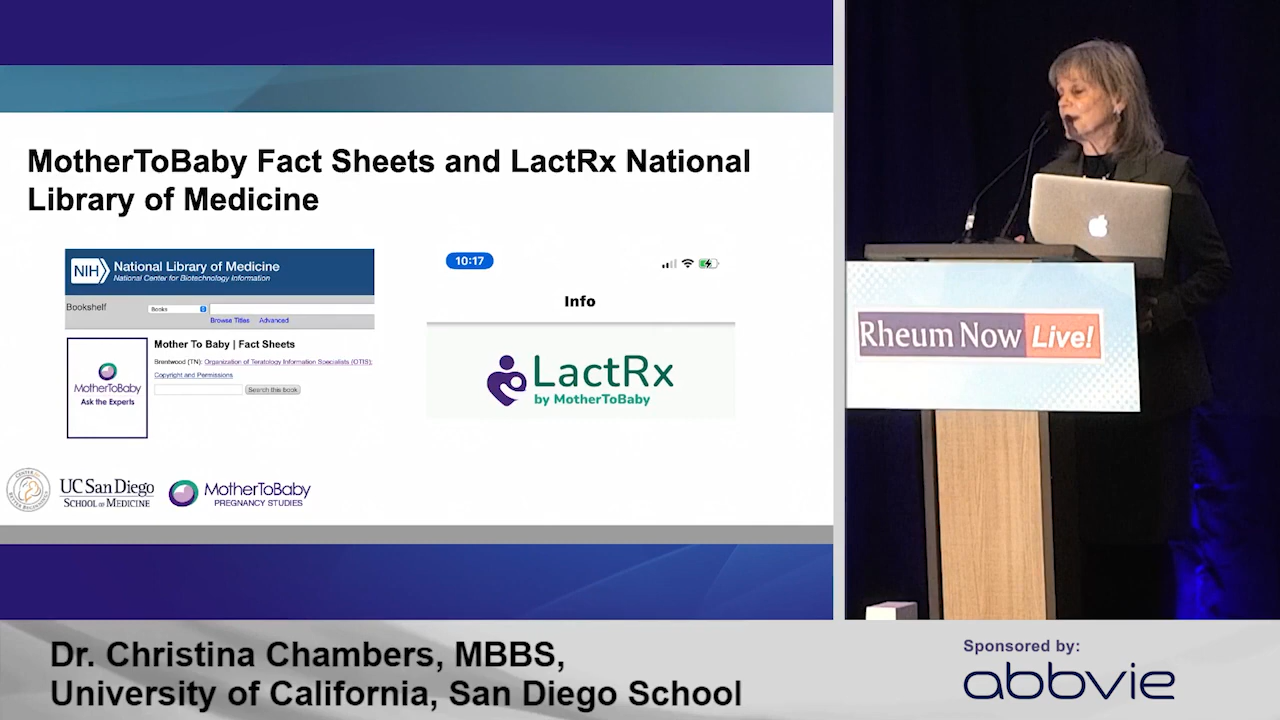 MotherToBaby Fact Sheets and LactRx National
Library of Medicine
NIH
National Library of Medicine
National Center for Biotechnology Information
Bookshelf
Books
Browse Titles Advanced
MotherToBaby
Ask the Experts
Mother To Baby | Fact Sheets
Brentwood (TN): Organization of Teratology Information Specialists (OTIS);
Copyright and Permissions
Search this book
10:17
Info
LactRx
by MotherToBaby
UC San Diego
SCHOOL OF MEDICINE
MotherToBaby
PREGNANCY STUDIES
Rheum Now Live!
Dr. Christina Chambers, MBBS,
University of California, San Diego School
Sponsored by:
abbvie